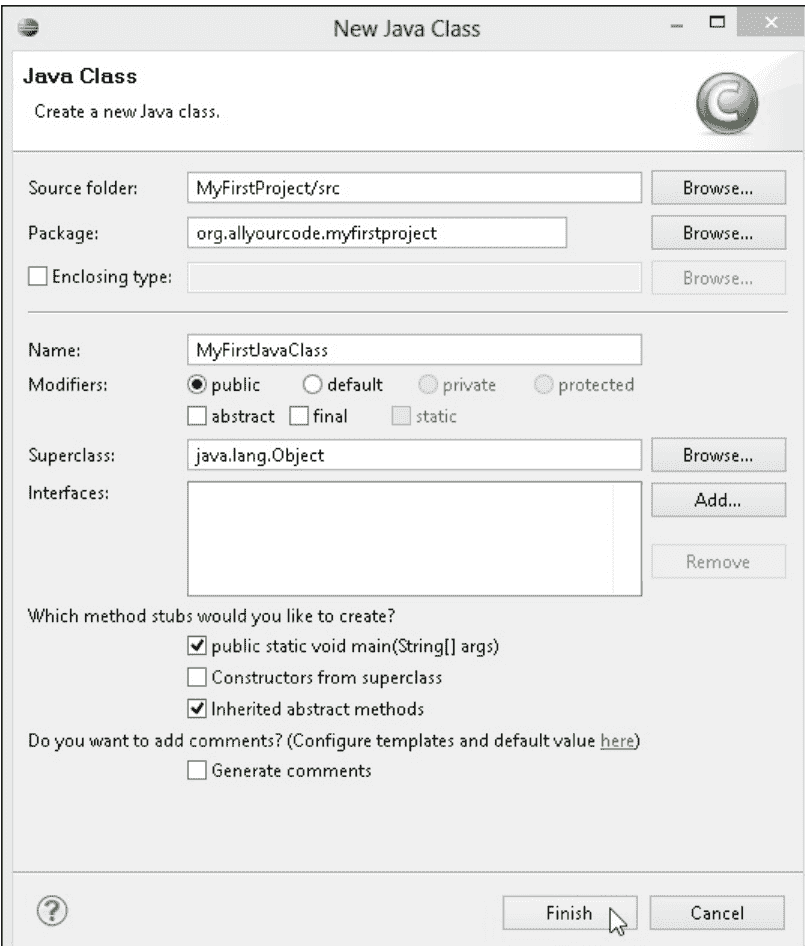 New Java Class
Java Class
Create a new Java class.
C
Source folder: MyFirstProject/src Browse...
Package: org.allyourcode.myfirstproject Browse...
Enclosing type: Browse...
Name: MyFirstJavaClass
Modifiers: public default private protected
abstract final static
Superclass: java.lang.Object Browse...
Interfaces: Add...
Remove
Which method stubs would you like to create?
public static void main(String[] args)
Constructors from superclass
Inherited abstract methods
Do you want to add comments? (Configure templates and default value here)
Generate comments
? Finish Cancel